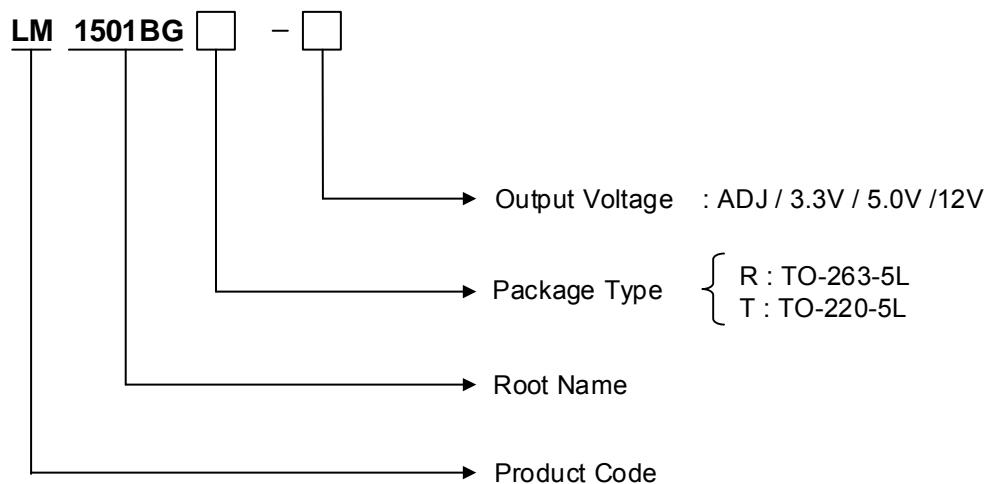 LM 1501BG –
Output Voltage : ADJ / 3.3V / 5.0V /12V
Package Type R : TO-263-5L
T : TO-220-5L
Root Name
Product Code